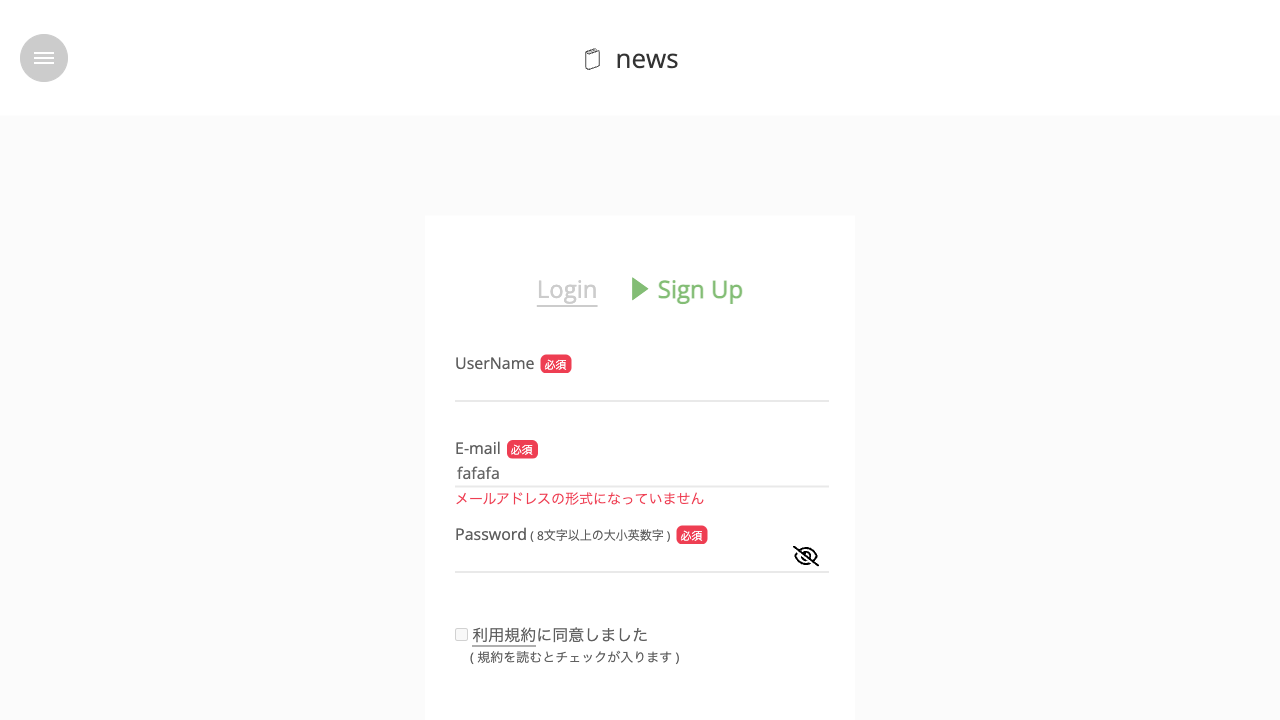 news
Login Sign Up
UserName 必須
E-mail 必須
fafafa
メールアドレスの形式になっていません
Password ( 8文字以上の大小英数字 ) 必須
利用規約に同意しました
( 規約を読むとチェックが入ります )